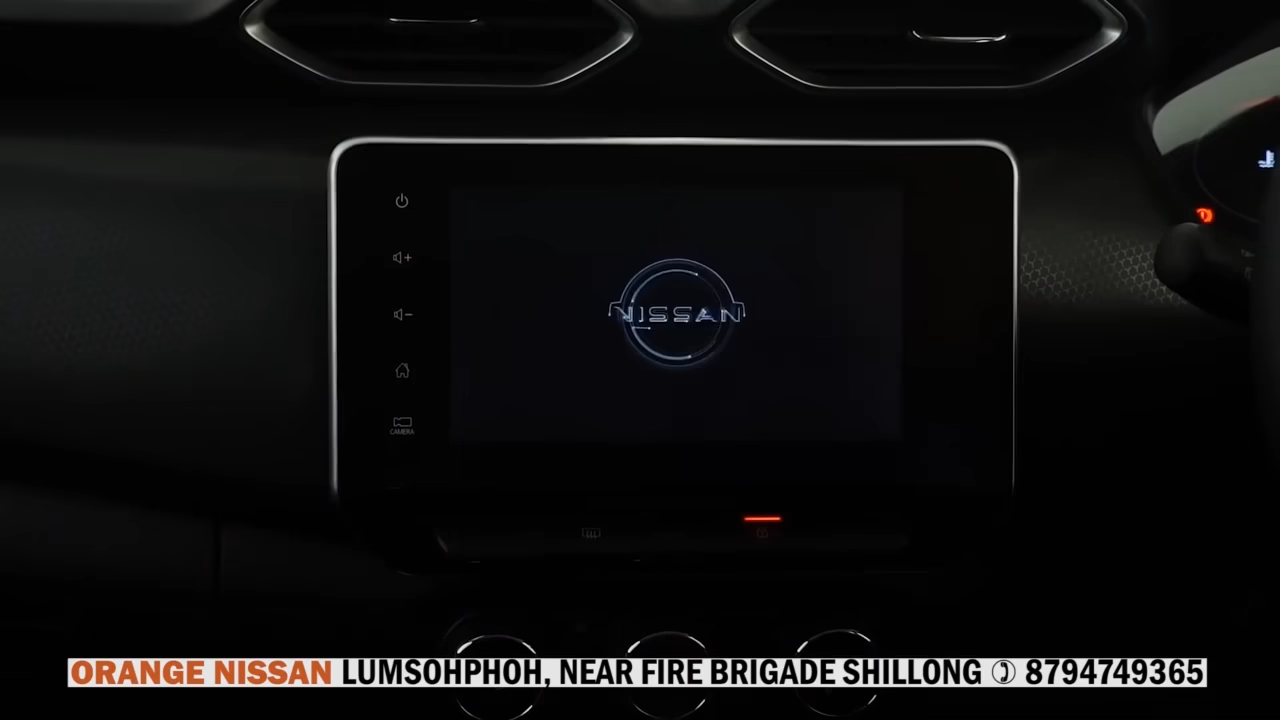 NISSAN
CAMERA
ORANGE NISSAN LUMSOHPHOH, NEAR FIRE BRIGADE SHILLONG ✆ 8794749365